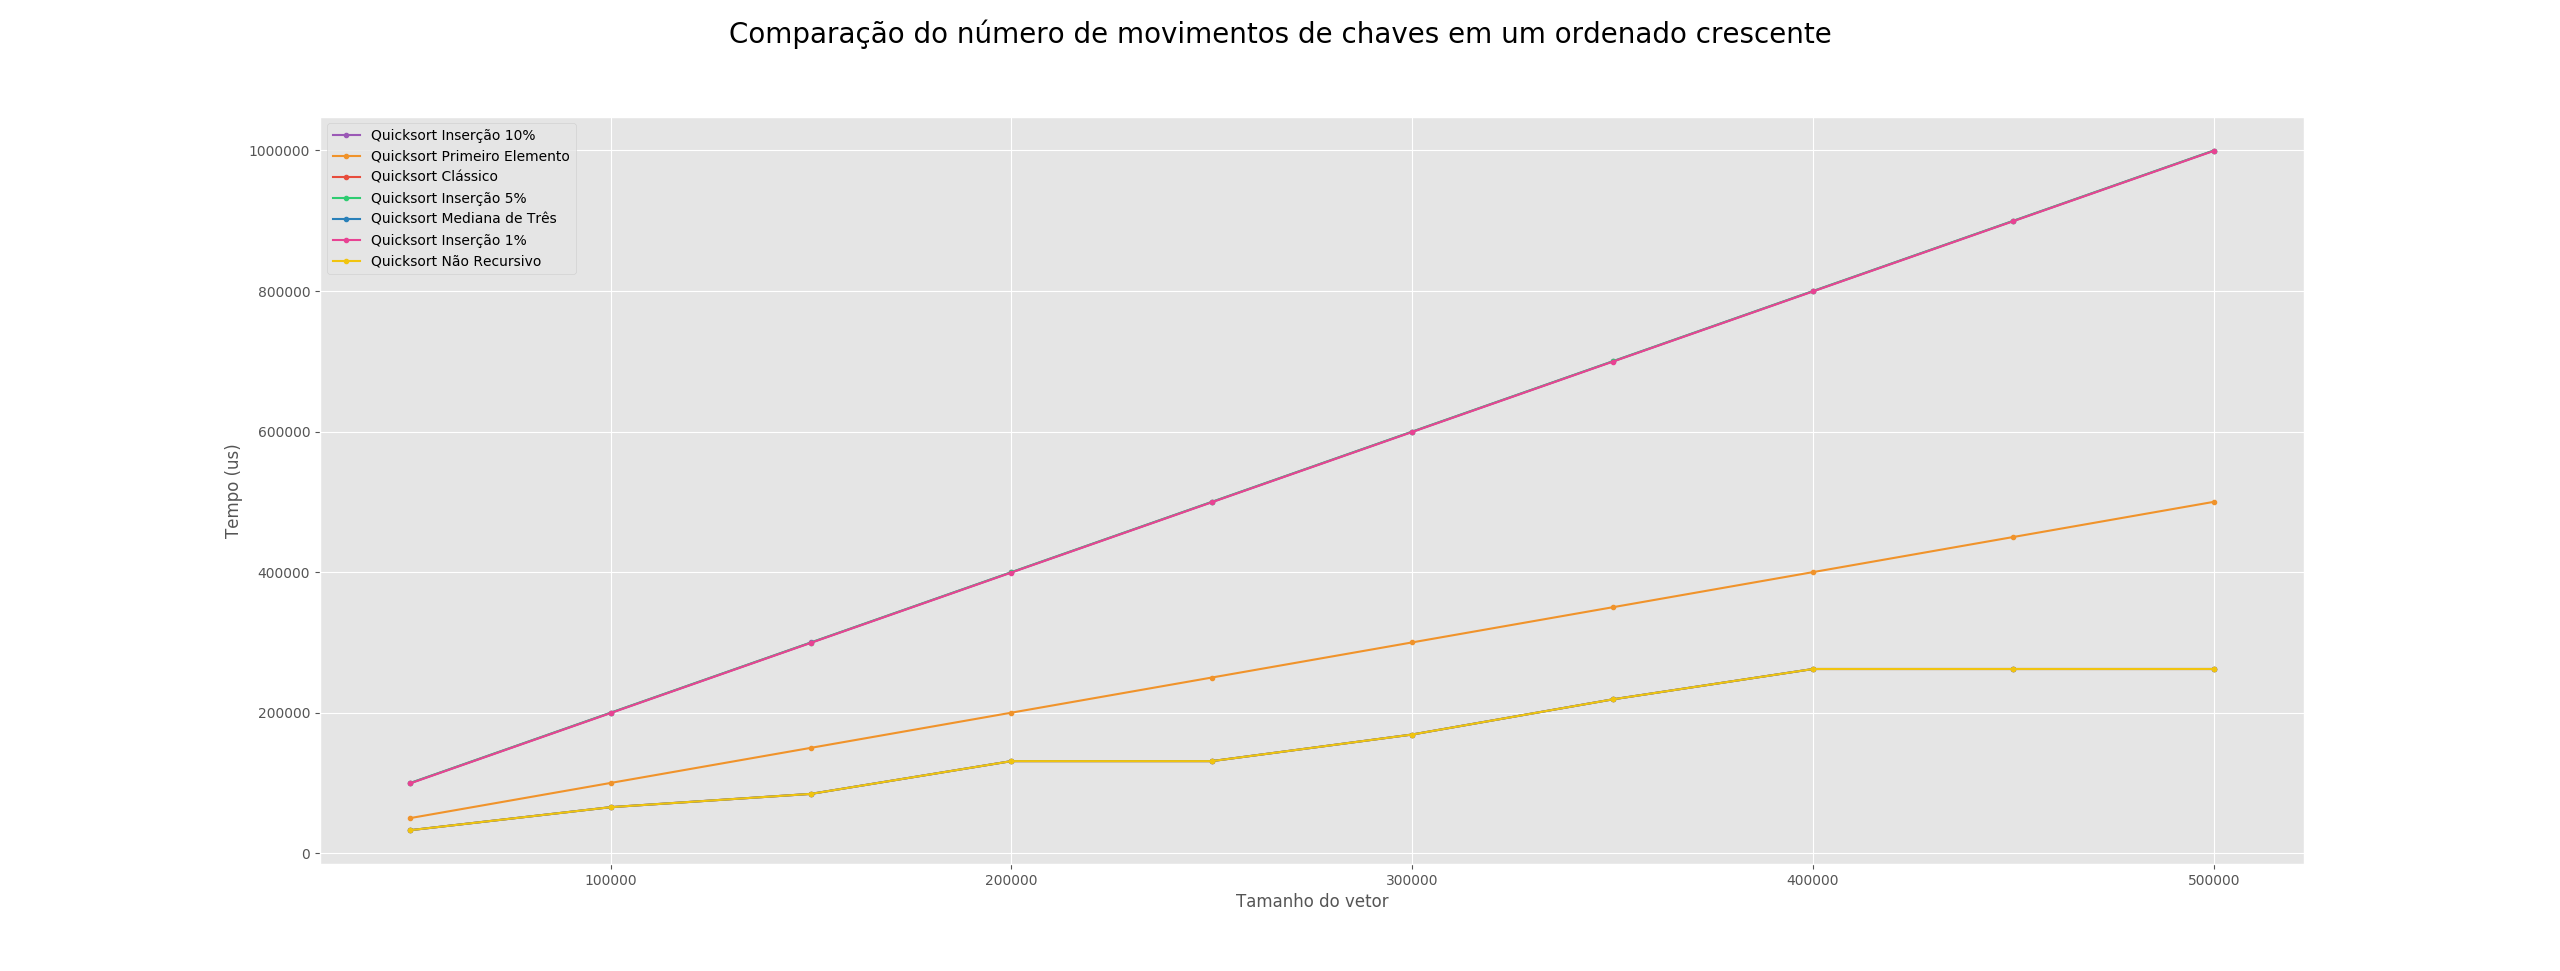 Comparação do número de movimentos de chaves em um ordenado crescente
Quicksort Inserção 10%
Quicksort Primeiro Elemento
Quicksort Clássico
Quicksort Inserção 5%
Quicksort Mediana de Três
Quicksort Inserção 1%
Quicksort Não Recursivo
1000000
800000
600000
400000
200000
0
Tempo (us)
100000
200000
300000
400000
500000
Tamanho do vetor